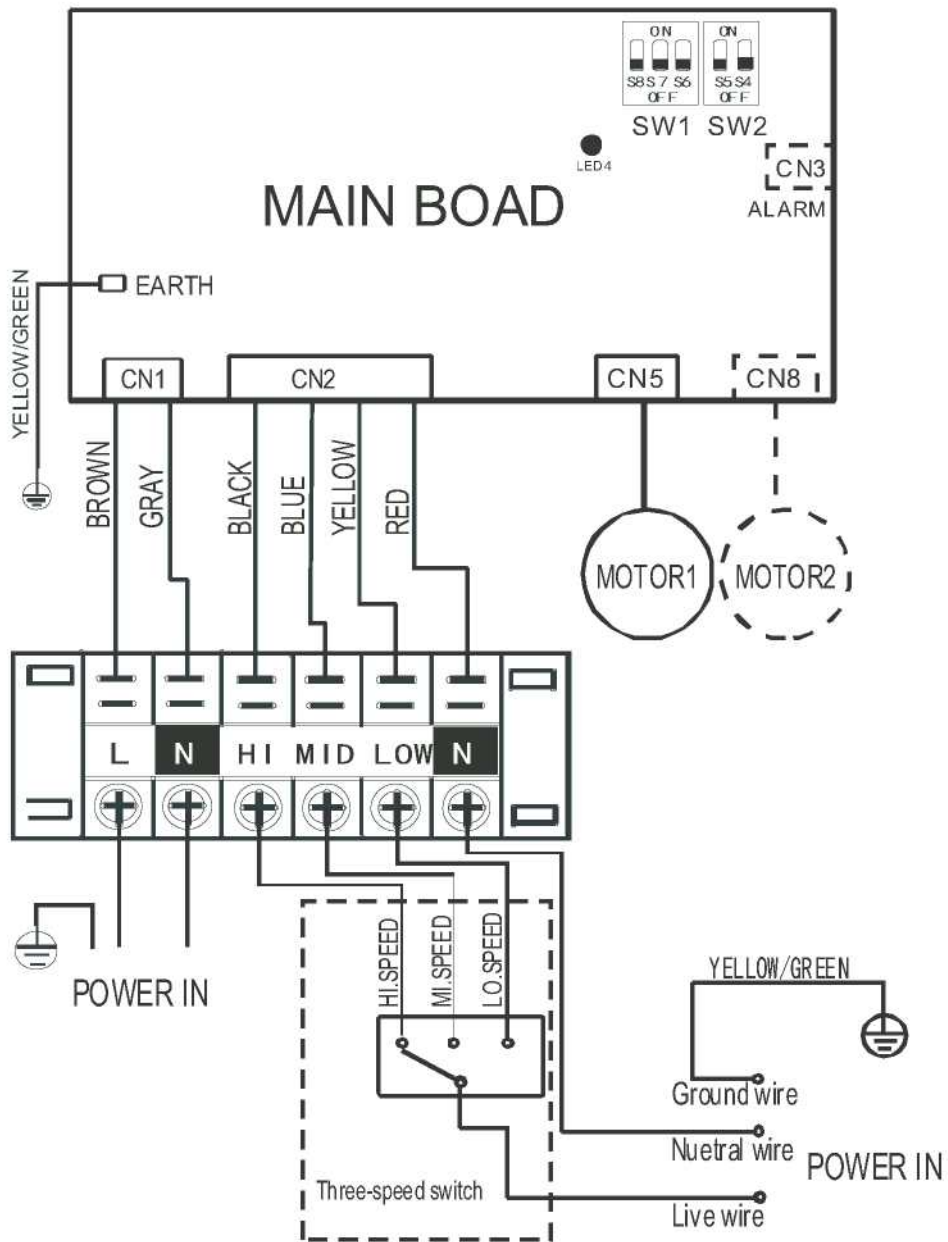 ON ON
S8 S7 S6 S5 S4
OFF OFF
SW1 SW2
LED4
CN3
ALARM
MAIN BOAD
EARTH
YELLOW/GREEN
CN1 CN2 CN5 CN8
BROWN
GRAY
BLACK
BLUE
YELLOW
RED
MOTOR1 MOTOR2
L N HI MID LOW N
HI.SPEED
MI.SPEED
LO.SPEED
POWER IN
YELLOW/GREEN
Ground wire
Nuetral wire
POWER IN
Three-speed switch
Live wire